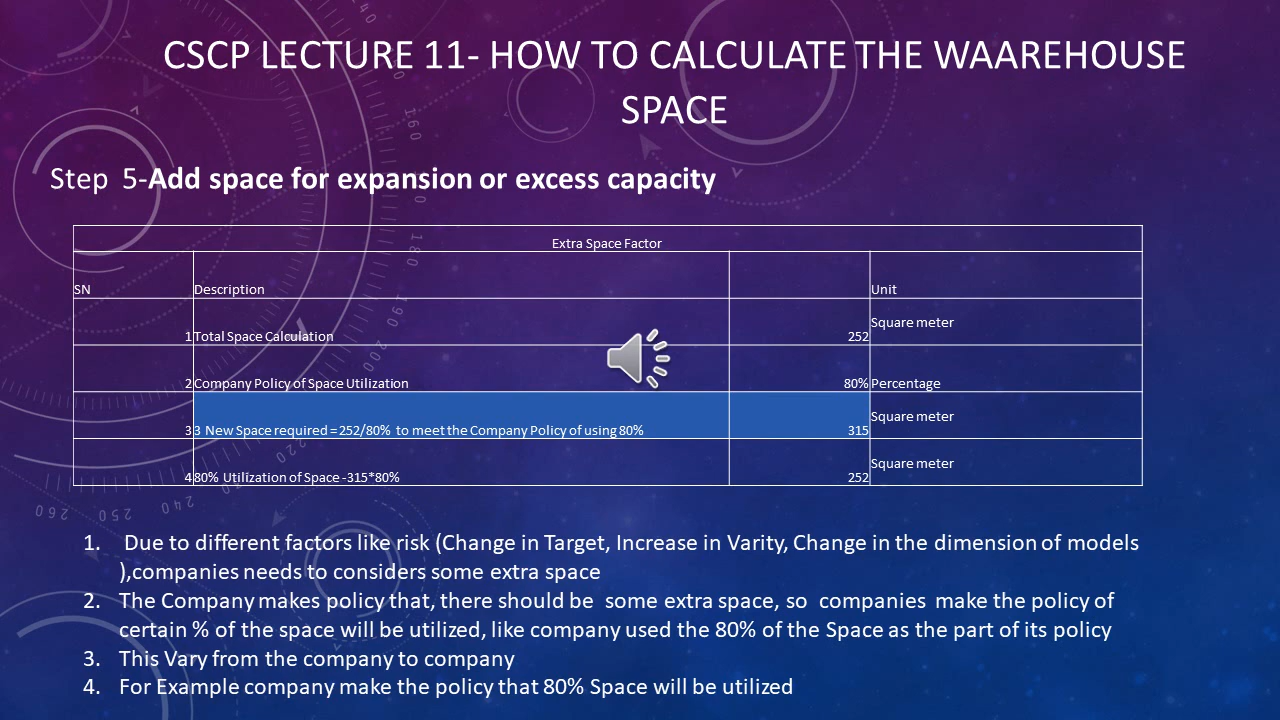 CSCP LECTURE 11- HOW TO CALCULATE THE WAAREHOUSE
SPACE
Step 5-Add space for expansion or excess capacity
Extra Space Factor
SN Description Unit
1 Total Space Calculation 252 Square meter
2 Company Policy of Space Utilization 80% Percentage
3 3 New Space required =252/80% to meet the Company Policy of using 80% 315 Square meter
4 80% Utilization of Space -315*80% 252 Square meter
1. Due to different factors like risk (Change in Target, Increase in Varity, Change in the dimension of models
),companies needs to considers some extra space
2. The Company makes policy that, there should be some extra space, so companies make the policy of
certain % of the space will be utilized, like company used the 80% of the Space as the part of its policy
3. This Vary from the company to company
4. For Example company make the policy that 80% Space will be utilized
160
180
190
200
220
240
250
260